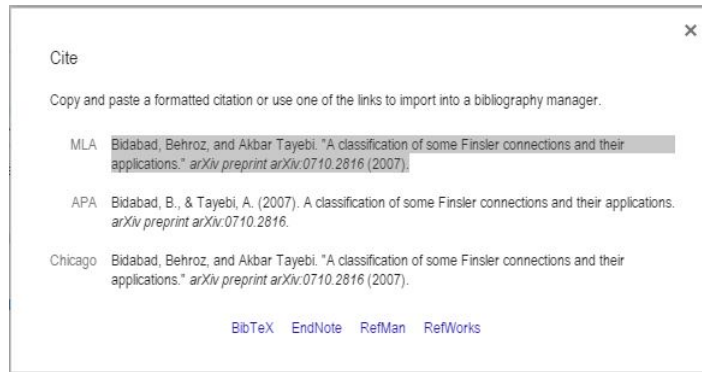 ×
Cite
Copy and paste a formatted citation or use one of the links to import into a bibliography manager.
MLA Bidabad, Behroz, and Akbar Tayebi. "A classification of some Finsler connections and their
applications." arXiv preprint arXiv:0710.2816 (2007).
APA Bidabad, B., & Tayebi, A. (2007). A classification of some Finsler connections and their applications.
arXiv preprint arXiv:0710.2816.
Chicago Bidabad, Behroz, and Akbar Tayebi. "A classification of some Finsler connections and their
applications." arXiv preprint arXiv:0710.2816 (2007).
BibTeX EndNote RefMan RefWorks